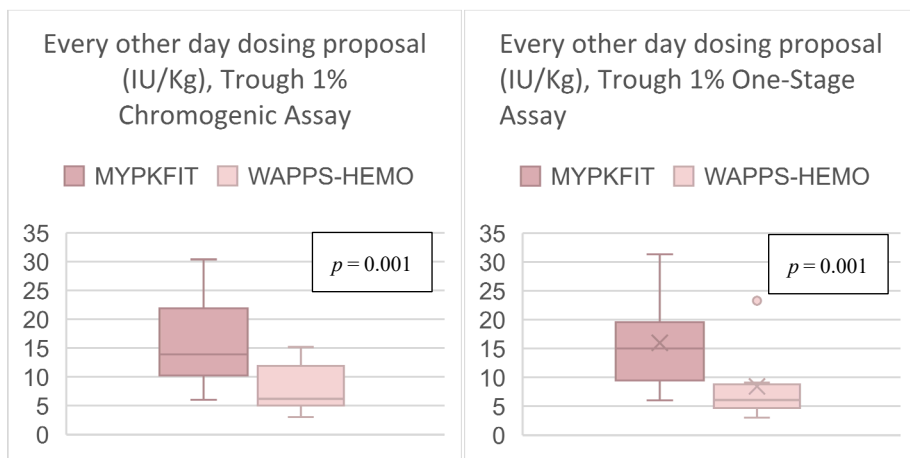 Every other day dosing proposal
(IU/Kg), Trough 1%
Chromogenic Assay
MYPKFIT WAPPS-HEMO
35
30
25
20
15
10
5
0
p = 0.001
Every other day dosing proposal
(IU/Kg), Trough 1% One-Stage
Assay
MYPKFIT WAPPS-HEMO
35
30
25
20
15
10
5
0
p = 0.001